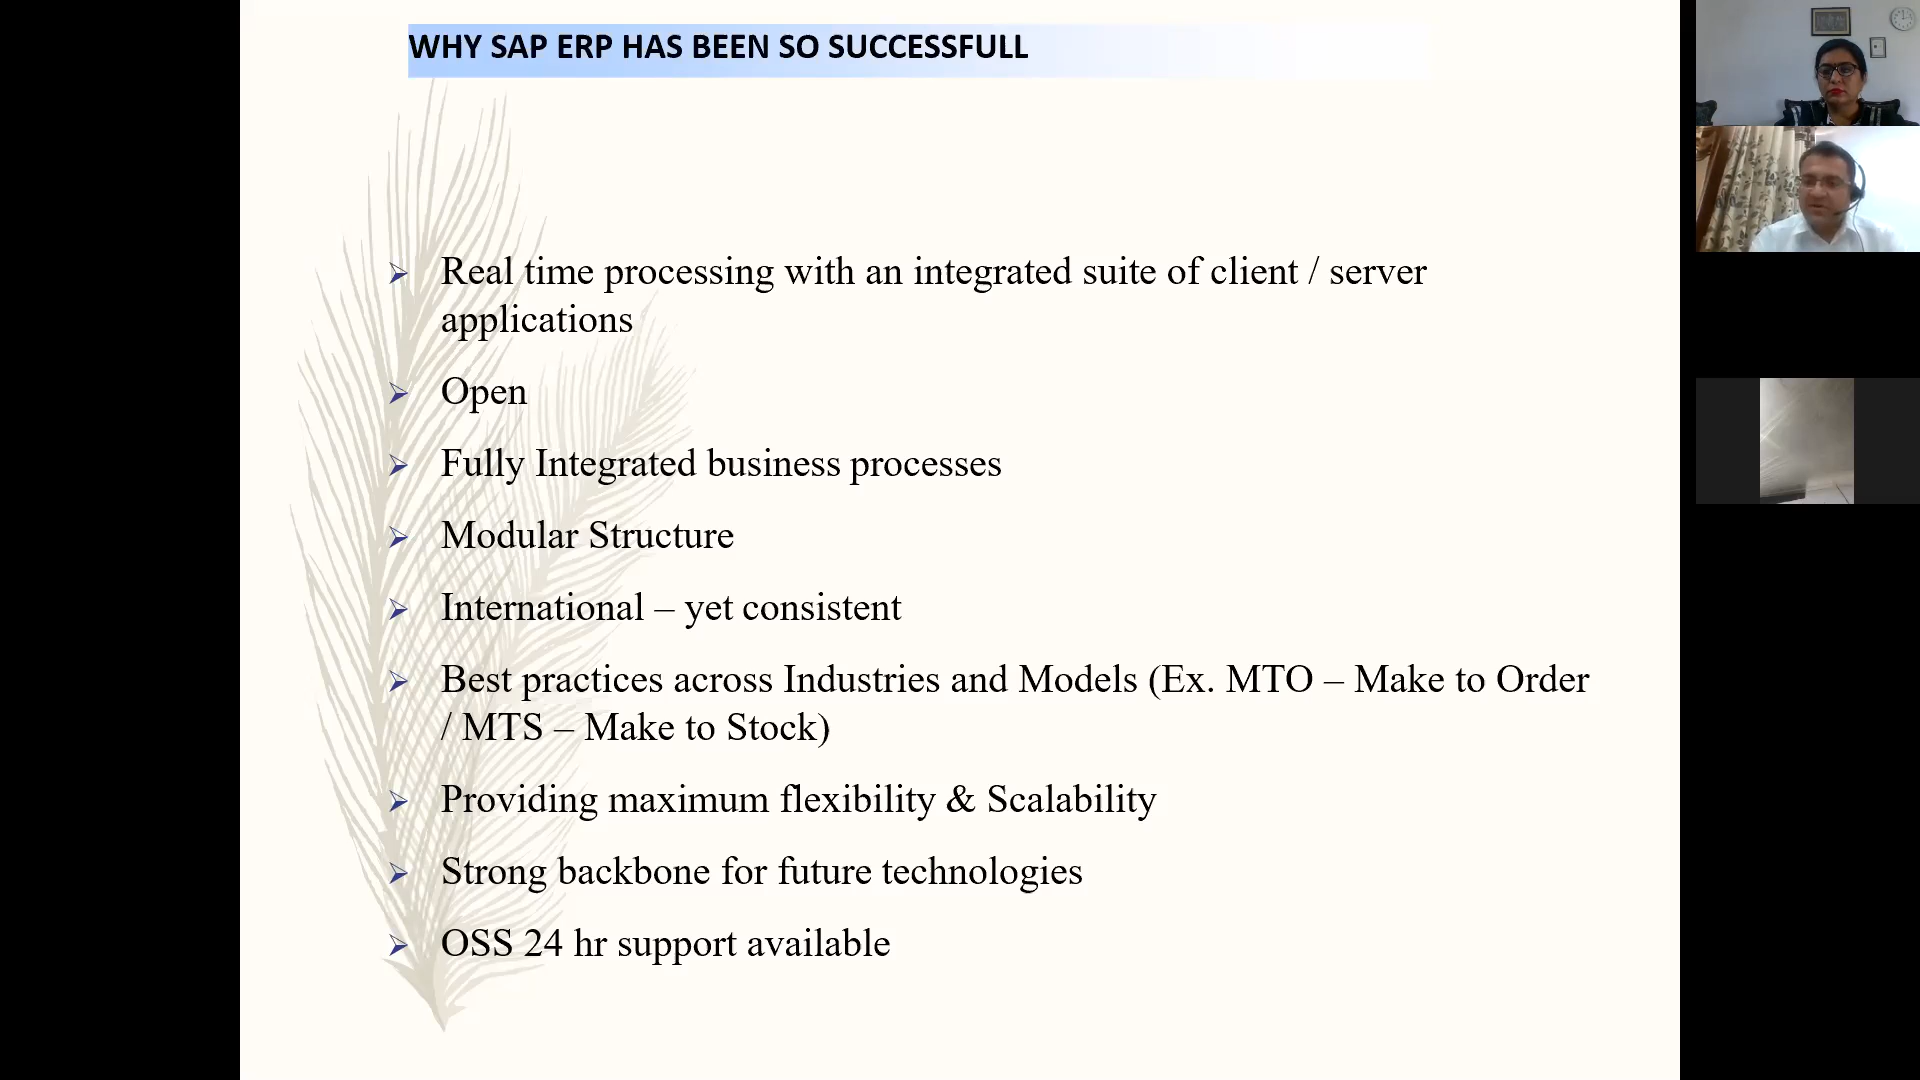 WHY SAP ERP HAS BEEN SO SUCCESSFULL
Real time processing with an integrated suite of client / server
applications
Open
Fully Integrated business processes
Modular Structure
International – yet consistent
Best practices across Industries and Models (Ex. MTO – Make to Order
/ MTS – Make to Stock)
Providing maximum flexibility & Scalability
Strong backbone for future technologies
OSS 24 hr support available